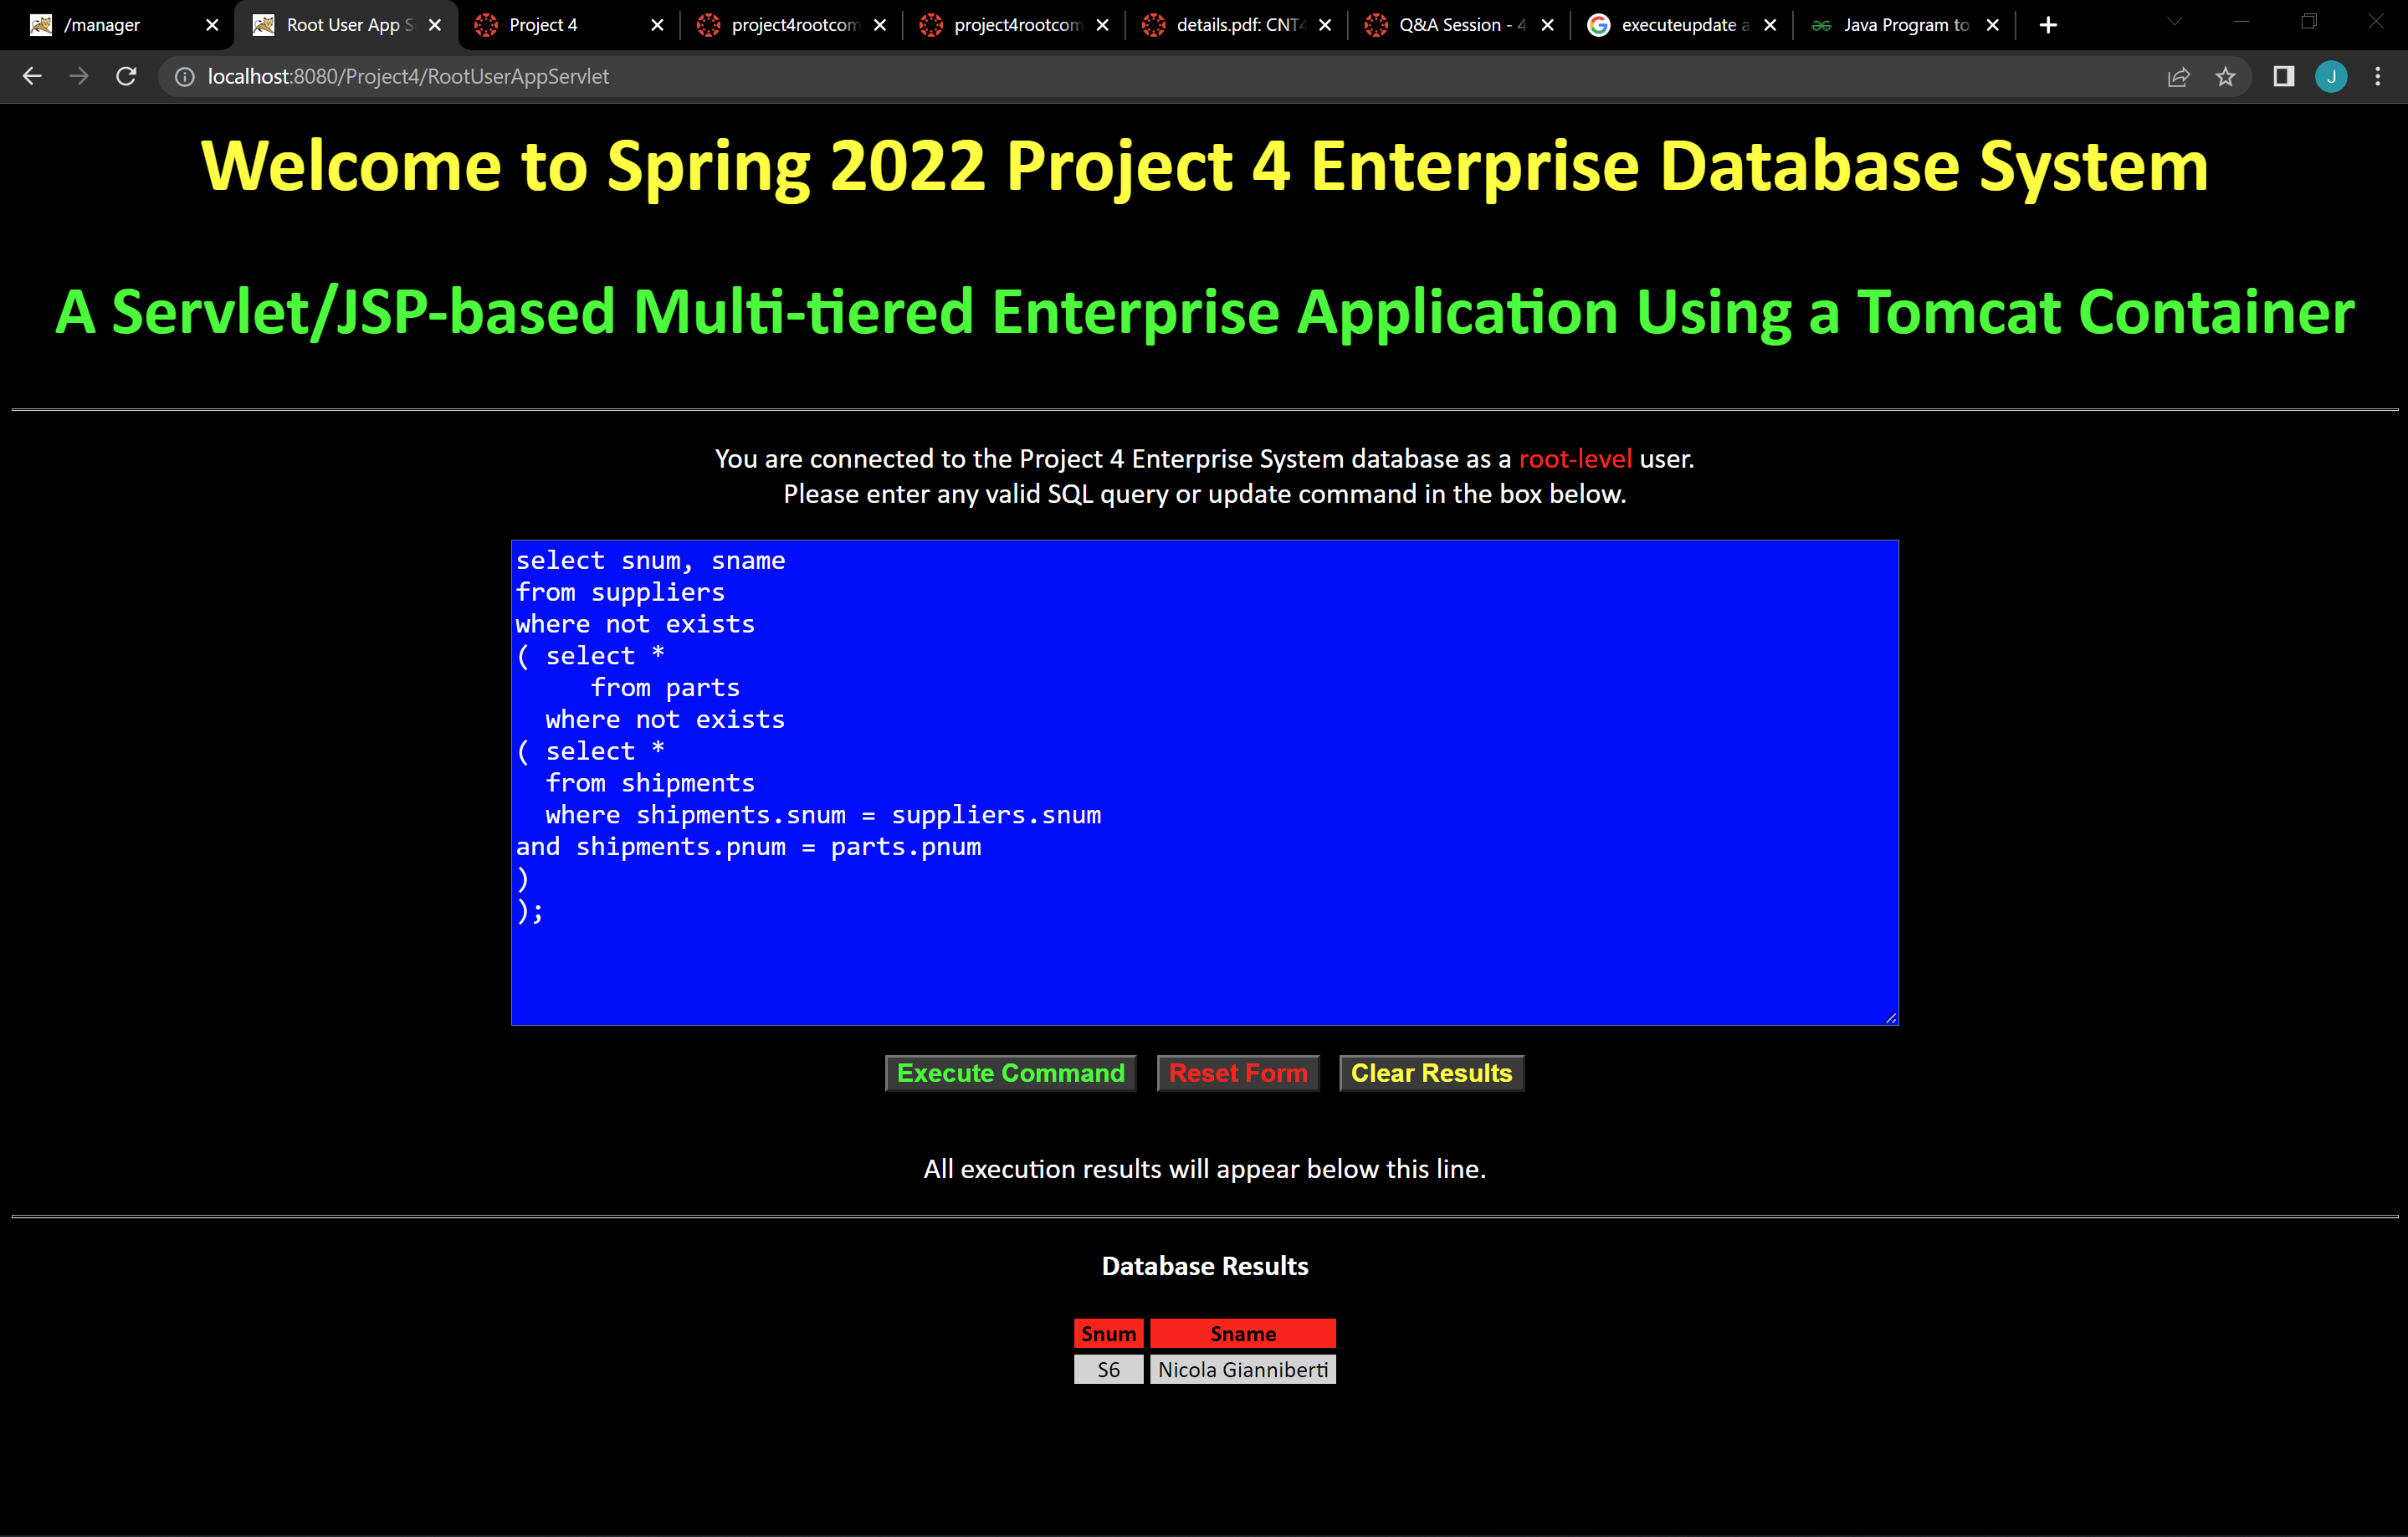 /manager
Root User App S
Project 4
project4rootcom
project4rootcom
details.pdf: CNT4
Q&A Session - 4
executeupdate a
Java Program to
localhost:8080/Project4/RootUserAppServlet
J
Welcome to Spring 2022 Project 4 Enterprise Database System
A Servlet/JSP-based Multi-tiered Enterprise Application Using a Tomcat Container
You are connected to the Project 4 Enterprise System database as a root-level user.
Please enter any valid SQL query or update command in the box below.
select snum, sname
from suppliers
where not exists
( select *
     from parts
  where not exists
( select *
  from shipments
  where shipments.snum = suppliers.snum
and shipments.pnum = parts.pnum
)
);
Execute Command Reset Form Clear Results
All execution results will appear below this line.
Database Results
Snum Sname
S6 Nicola Gianniberti